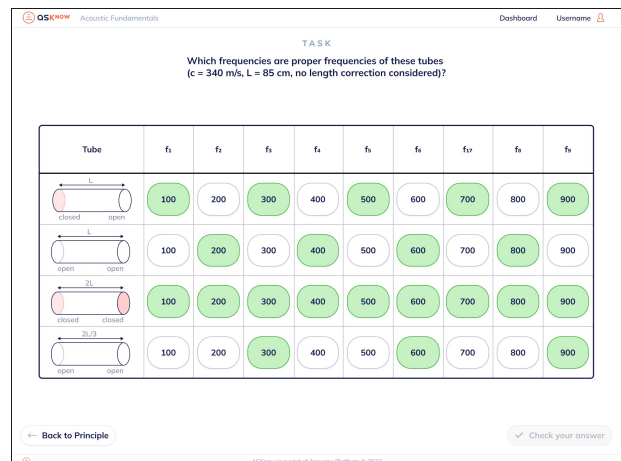 ASKNOW Acoustic Fundamentals Dashboard Username
TASK
Which frequencies are proper frequencies of these tubes
(c = 340 m/s, L = 85 cm, no length correction considered)?
Tube f₁ f₂ f₃ f₄ f₅ f₆ f₁₇ f₈ f₉
L
100 200 300 400 500 600 700 800 900
closed open
L
100 200 300 400 500 600 700 800 900
open open
2L
100 200 300 400 500 600 700 800 900
closed closed
2L/3
100 200 300 400 500 600 700 800 900
open open
← Back to Principle ✓ Check your answer